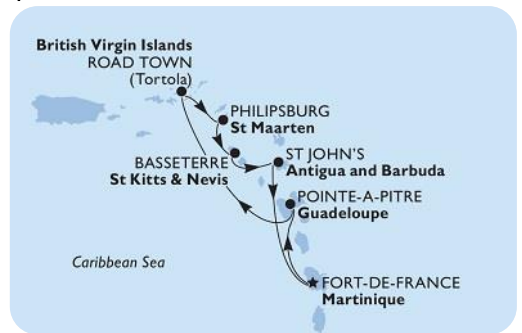 British Virgin Islands
ROAD TOWN
(Tortola)
PHILIPSBURG
St Maarten
BASSETERRE
St Kitts & Nevis
ST JOHN'S
Antigua and Barbuda
POINTE-A-PITRE
Guadeloupe
Caribbean Sea
FORT-DE-FRANCE
Martinique